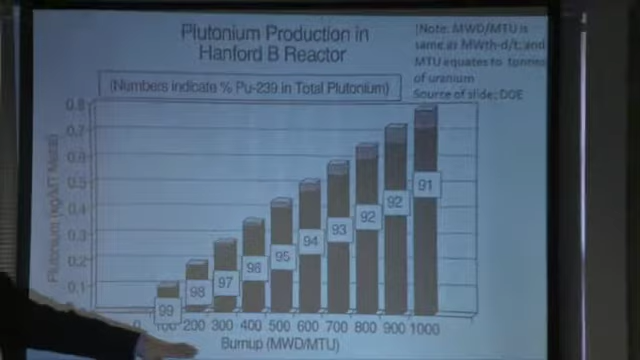 Plutonium Production in
Hanford B Reactor
(Note: MWD/MTU is
same as MWth-d/t; and
MTU equates to tonnes
of uranium
Source of slide; DOE
(Numbers indicate % Pu-239 in Total Plutonium)
Plutonium (kg/MT Metal)
0.8
0.7
0.6
0.5
0.4
0.3
0.2
0.1
99
98
97
96
95
94
93
92
92
91
0 100 200 300 400 500 600 700 800 900 1000
Burnup (MWD/MTU)